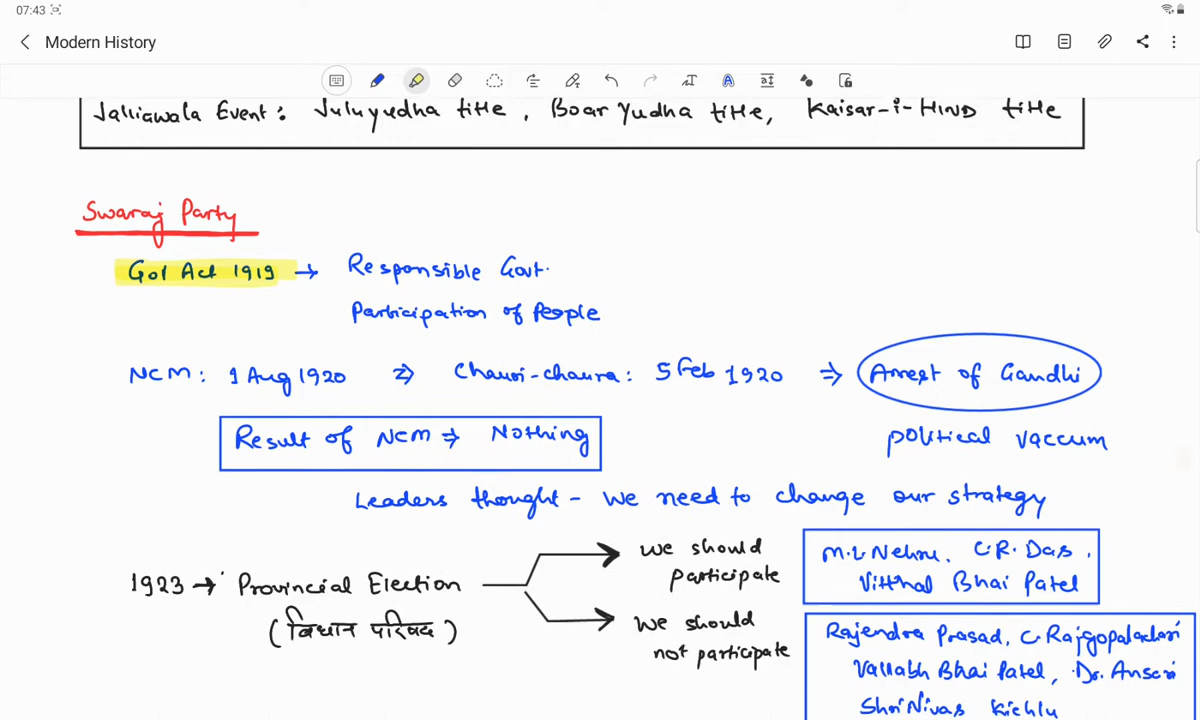 07:43
Modern History
Jalliawala Event : Juluyudha title , Boar Yudha title, Kaisar-i-HIND title
Swaraj Party
GoI Act 1919 → Responsible Govt.
Participation of People
NCM : 1 Aug 1920 ⇒ Chauri-chaura : 5 Feb 1920 ⇒ Arrest of Gandhi
Result of NCM ⇒ Nothing
political vaccum
Leaders thought - we need to change our strategy
1923 → Provincial Election
(विधान परिषद)
we should participate
M.L. Nehru, C.R. Das, Vitthal Bhai Patel
we should not participate
Rajendra Prasad, C Rajgopalachari
Vallabh Bhai Patel, Dr. Ansari
Shri Nivas Kichlu